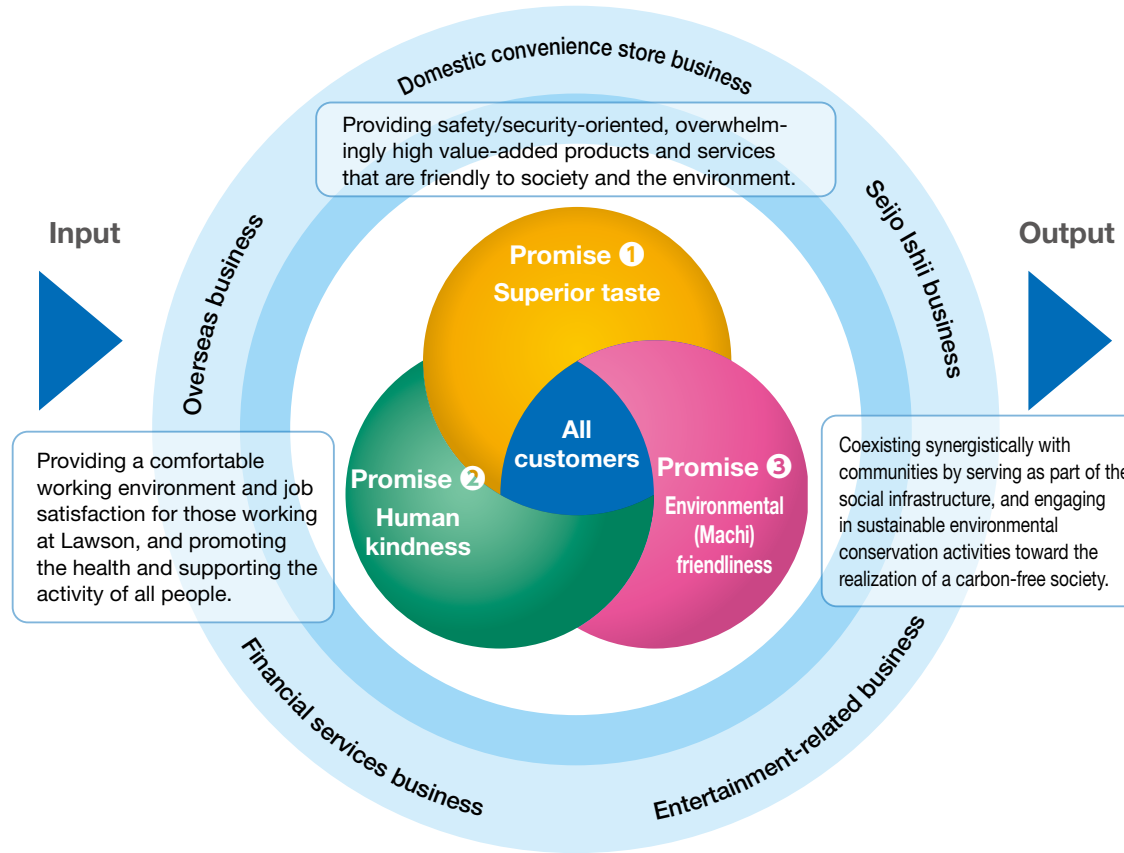 Domestic convenience store business
Providing safety/security-oriented, overwhelm-
ingly high value-added products and services
that are friendly to society and the environment.
Input
Output
Overseas business
Seijo Ishii business
Promise ❶
Superior taste
All
customers
Promise ❷
Human
kindness
Promise ❸
Environmental
(Machi)
friendliness
Providing a comfortable
working environment and job
satisfaction for those working
at Lawson, and promoting
the health and supporting the
activity of all people.
Coexisting synergistically with
communities by serving as part of the
social infrastructure, and engaging
in sustainable environmental
conservation activities toward the
realization of a carbon-free society.
Financial services business
Entertainment-related business